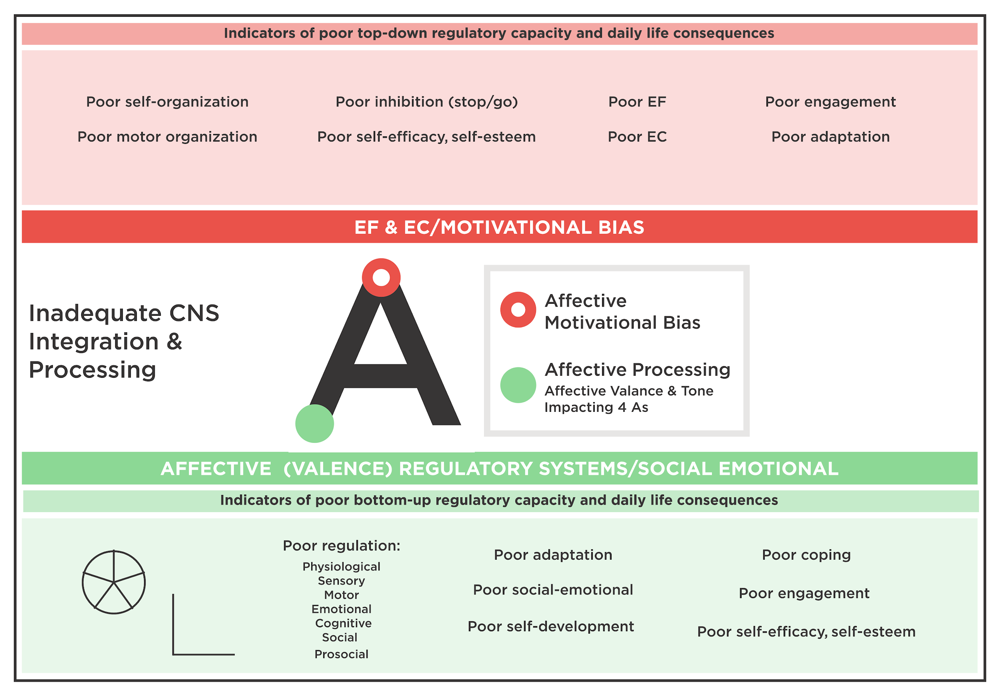 Indicators of poor top-down regulatory capacity and daily life consequences
Poor self-organization
Poor inhibition (stop/go)
Poor EF
Poor engagement
Poor motor organization
Poor self-efficacy, self-esteem
Poor EC
Poor adaptation
EF & EC/MOTIVATIONAL BIAS
Inadequate CNS
Integration &
Processing
A
Affective
Motivational Bias
Affective Processing
Affective Valance & Tone
Impacting 4 As
AFFECTIVE (VALENCE) REGULATORY SYSTEMS/SOCIAL EMOTIONAL
Indicators of poor bottom-up regulatory capacity and daily life consequences
Poor regulation:
Physiological
Sensory
Motor
Emotional
Cognitive
Social
Prosocial
Poor adaptation
Poor social-emotional
Poor self-development
Poor coping
Poor engagement
Poor self-efficacy, self-esteem